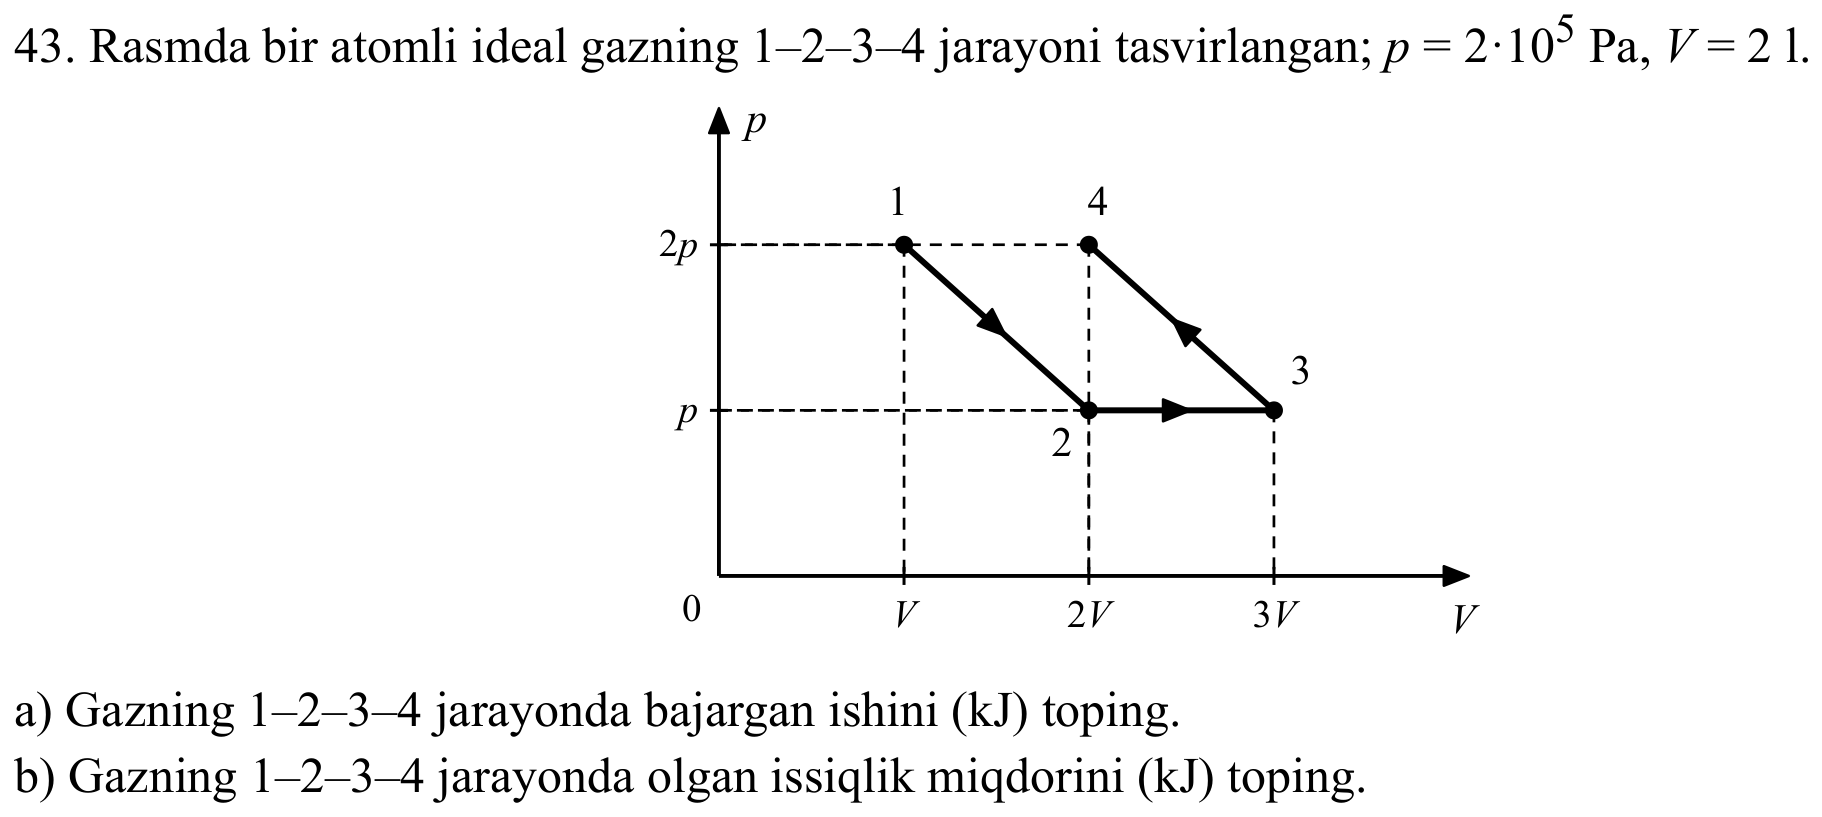 43. Rasmda bir atomli ideal gazning 1–2–3–4 jarayoni tasvirlangan; p = 2·10⁵ Pa, V = 2 l.
p
1 4
2p
3
p
2
0 V 2V 3V V
a) Gazning 1–2–3–4 jarayonda bajargan ishini (kJ) toping.
b) Gazning 1–2–3–4 jarayonda olgan issiqlik miqdorini (kJ) toping.